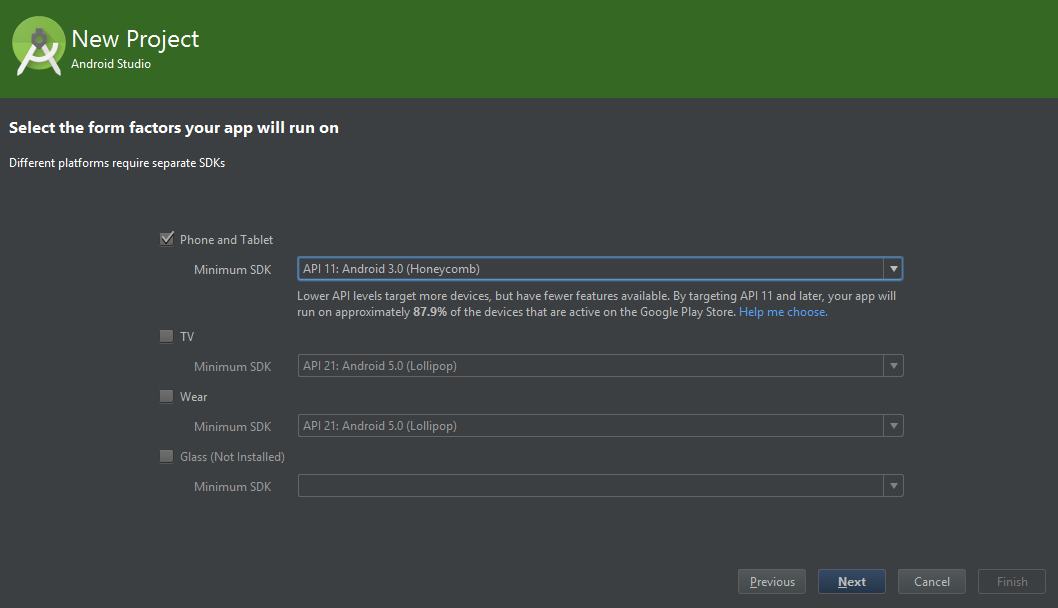 New Project
Android Studio
Select the form factors your app will run on
Different platforms require separate SDKs
Phone and Tablet
Minimum SDK API 11: Android 3.0 (Honeycomb)
Lower API levels target more devices, but have fewer features available. By targeting API 11 and later, your app will
run on approximately 87.9% of the devices that are active on the Google Play Store. Help me choose.
TV
Minimum SDK API 21: Android 5.0 (Lollipop)
Wear
Minimum SDK API 21: Android 5.0 (Lollipop)
Glass (Not Installed)
Minimum SDK
Previous Next Cancel Finish